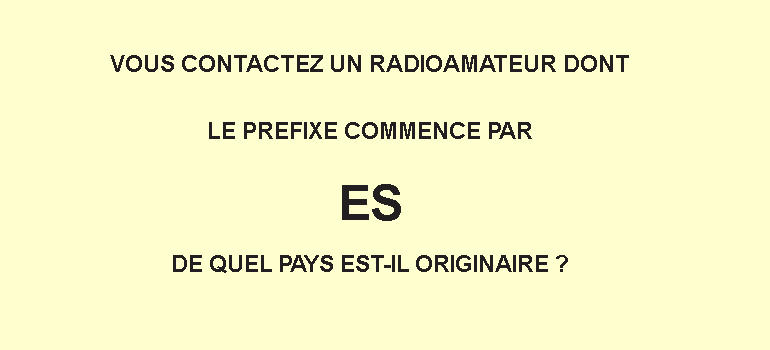 VOUS CONTACTEZ UN RADIOAMATEUR DONT
LE PREFIXE COMMENCE PAR
ES
DE QUEL PAYS EST-IL ORIGINAIRE ?